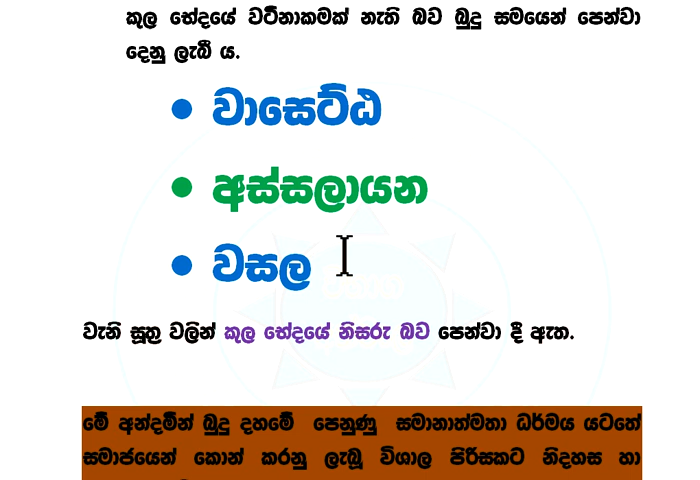 කුල භේදයේ වටිනාකමක් නැති බව බුදු සමයෙන් පෙන්වා
දෙනු ලැබී ය.
• වාසෙට්ඨ
• අස්සලායන
• වසල
වැනි සූත්‍ර වලින් කුල භේදයේ නිසරු බව පෙන්වා දී ඇත.
මේ අන්දමින් බුදු දහමේ පෙනුණු සමානාත්මතා ධර්මය යටතේ
සමාජයෙන් කොන් කරනු ලැබූ විශාල පිරිසකට නිදහස හා